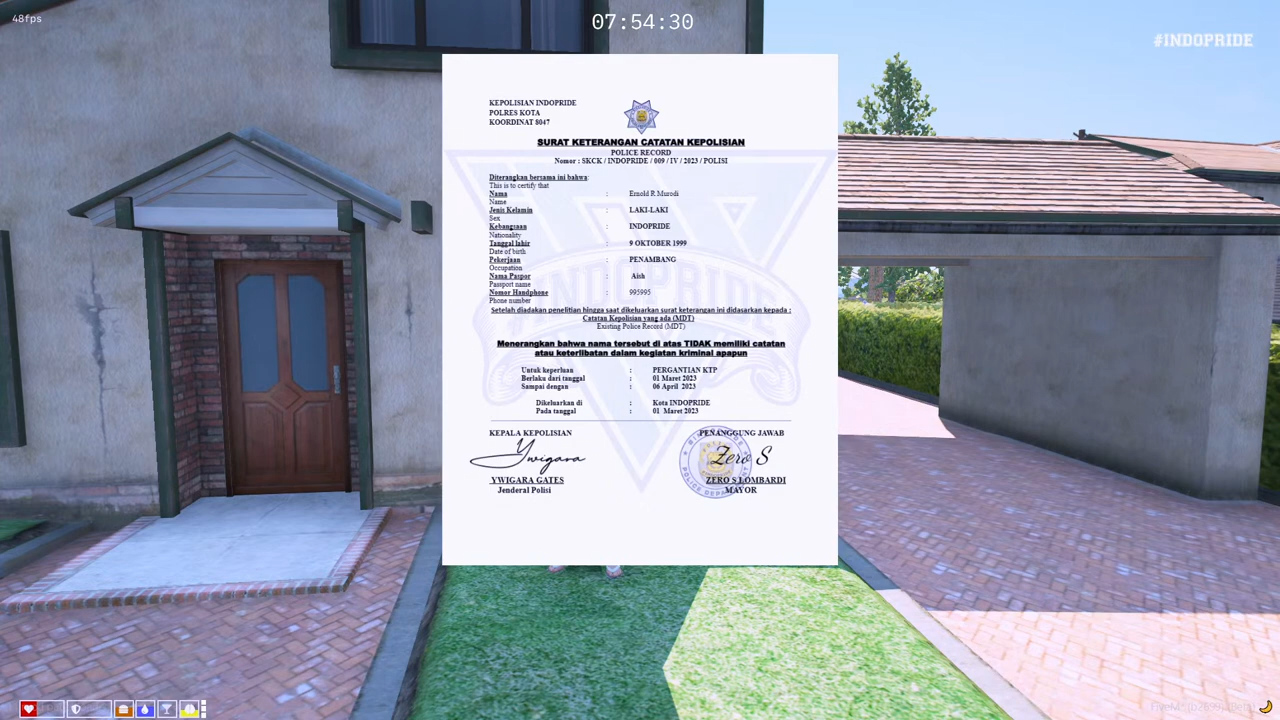 48fps
07:54:30
#INDOPRIDE
KEPOLISIAN INDOPRIDE
POLRES KOTA
KOORDINAT 8047
SURAT KETERANGAN CATATAN KEPOLISIAN
POLICE RECORD
Nomor : SKCK / INDOPRIDE / 009 / IV / 2023 / POLISI
Diterangkan bersama ini bahwa:
This is to certify that
Nama : Ernold R Murodi
Name
Jenis Kelamin : LAKI-LAKI
Sex
Kebangsaan : INDOPRIDE
Nationality
Tanggal lahir : 9 OKTOBER 1999
Date of birth
Pekerjaan : PENAMBANG
Occupation
Nama Paspor : Aish
Passport name
Nomor Handphone : 995995
Phone number
Setelah diadakan penelitian hingga saat dikeluarkan surat keterangan ini didasarkan kepada :
Catatan Kepolisian yang ada (MDT)
Existing Police Record (MDT)
Menerangkan bahwa nama tersebut di atas TIDAK memiliki catatan
atau keterlibatan dalam kegiatan kriminal apapun
Untuk keperluan : PERGANTIAN KTP
Berlaku dari tanggal : 01 Maret 2023
Sampai dengan : 06 April 2023
Dikeluarkan di : Kota INDOPRIDE
Pada tanggal : 01 Maret 2023
KEPALA KEPOLISIAN
PENANGGUNG JAWAB
Ywigara
Zero S
YWIGARA GATES
ZERO S LOMBARDI
Jenderal Polisi
MAYOR
INDOPRIDE